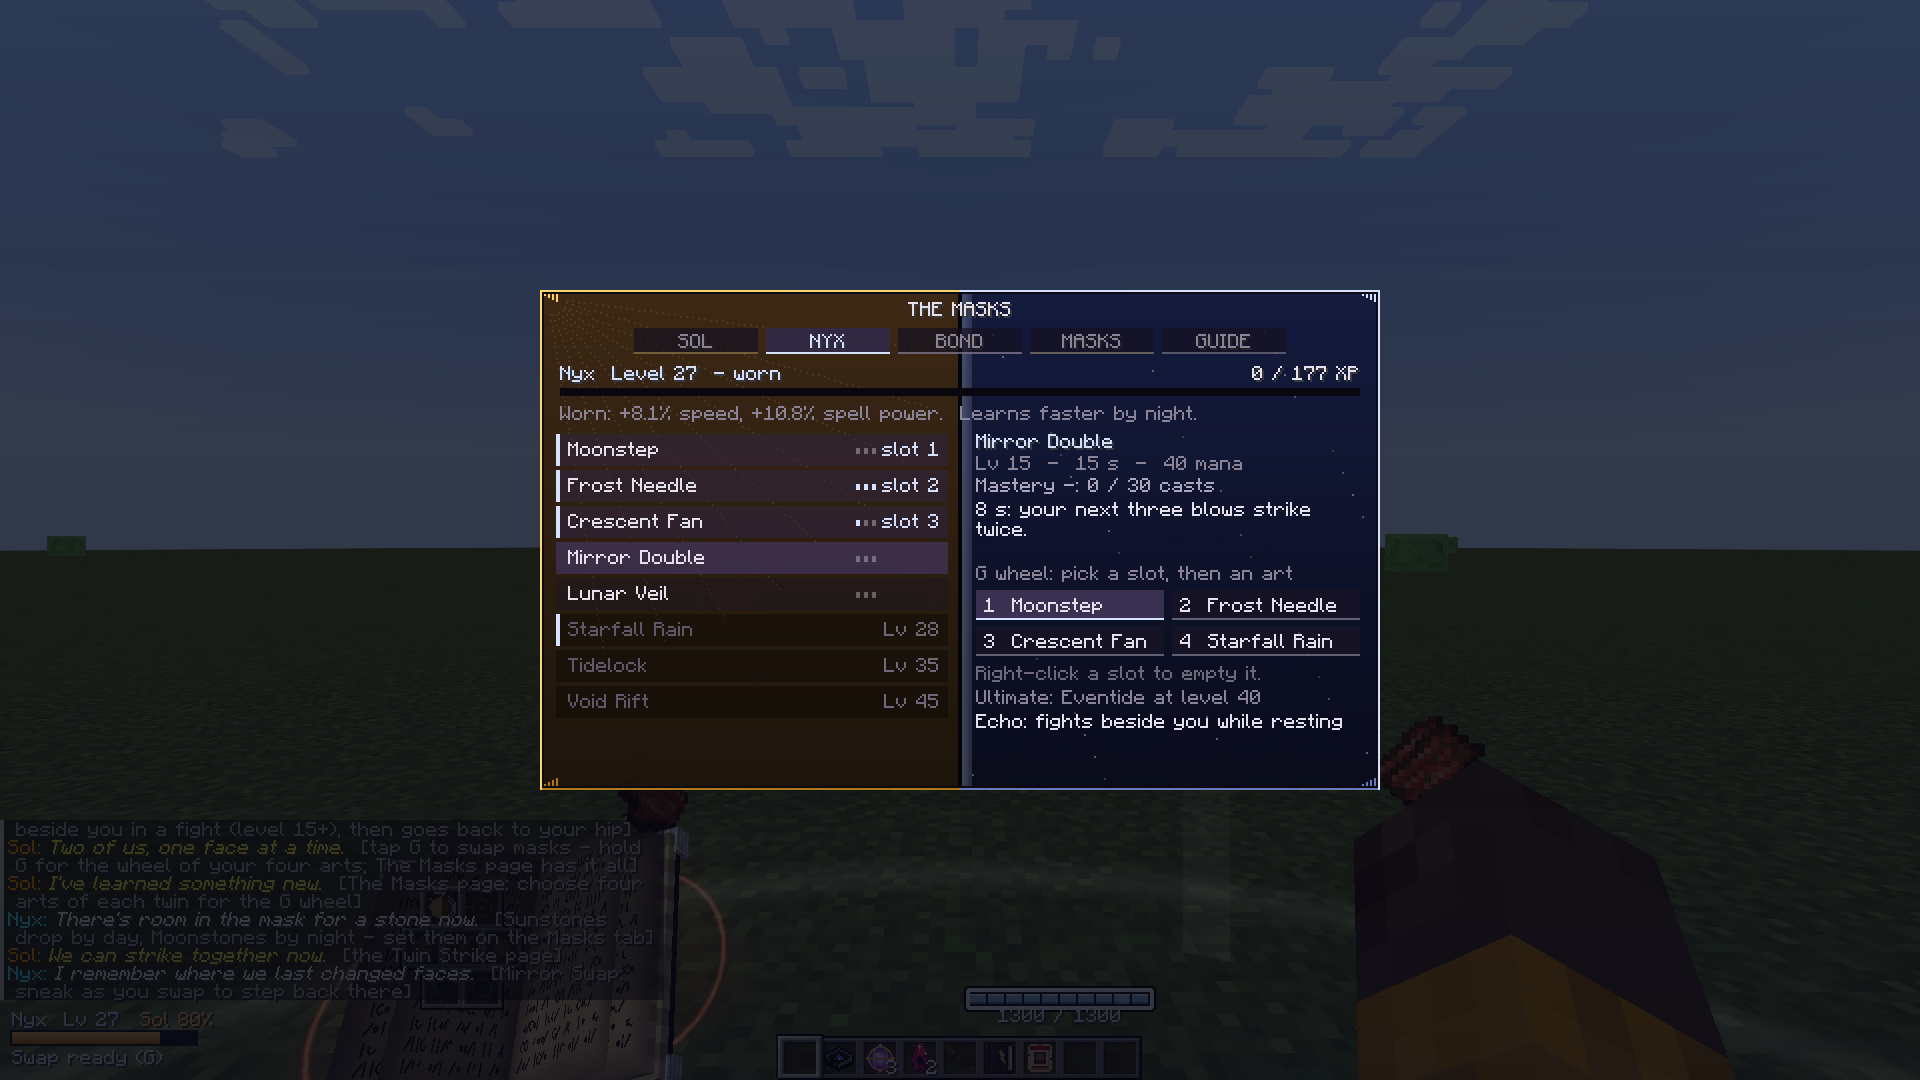 THE MASKS
SOL NYX BOND MASKS GUIDE
Nyx Level 27 - worn 0 / 177 XP
Worn: +8.1% speed, +10.8% spell power. Learns faster by night.
Moonstep slot 1
Frost Needle slot 2
Crescent Fan slot 3
Mirror Double
Lunar Veil
Starfall Rain Lv 28
Tidelock Lv 35
Void Rift Lv 45
Mirror Double
Lv 15 - 15 s - 40 mana
Mastery -: 0 / 30 casts
8 s: your next three blows strike
twice.
G wheel: pick a slot, then an art
1 Moonstep 2 Frost Needle
3 Crescent Fan 4 Starfall Rain
Right-click a slot to empty it.
Ultimate: Eventide at level 40
Echo: fights beside you while resting
beside you in a fight (level 15+), then goes back to your hip]
Sol: Two of us, one face at a time. [tap G to swap masks - hold
G for the wheel of your four arts; The Masks page has it all]
Sol: I've learned something new. [The Masks page: choose four
arts of each twin for the G wheel]
Nyx: There's room in the mask for a stone now. [Sunstones
drop by day, Moonstones by night - set them on the Masks tab]
Sol: We can strike together now. [the Twin Strike page]
Nyx: I remember where we last changed faces. [Mirror Swap:
sneak as you swap to step back there]
Nyx Lv 27 Sol 80%
Swap ready (G)
1300 / 1300
3 2